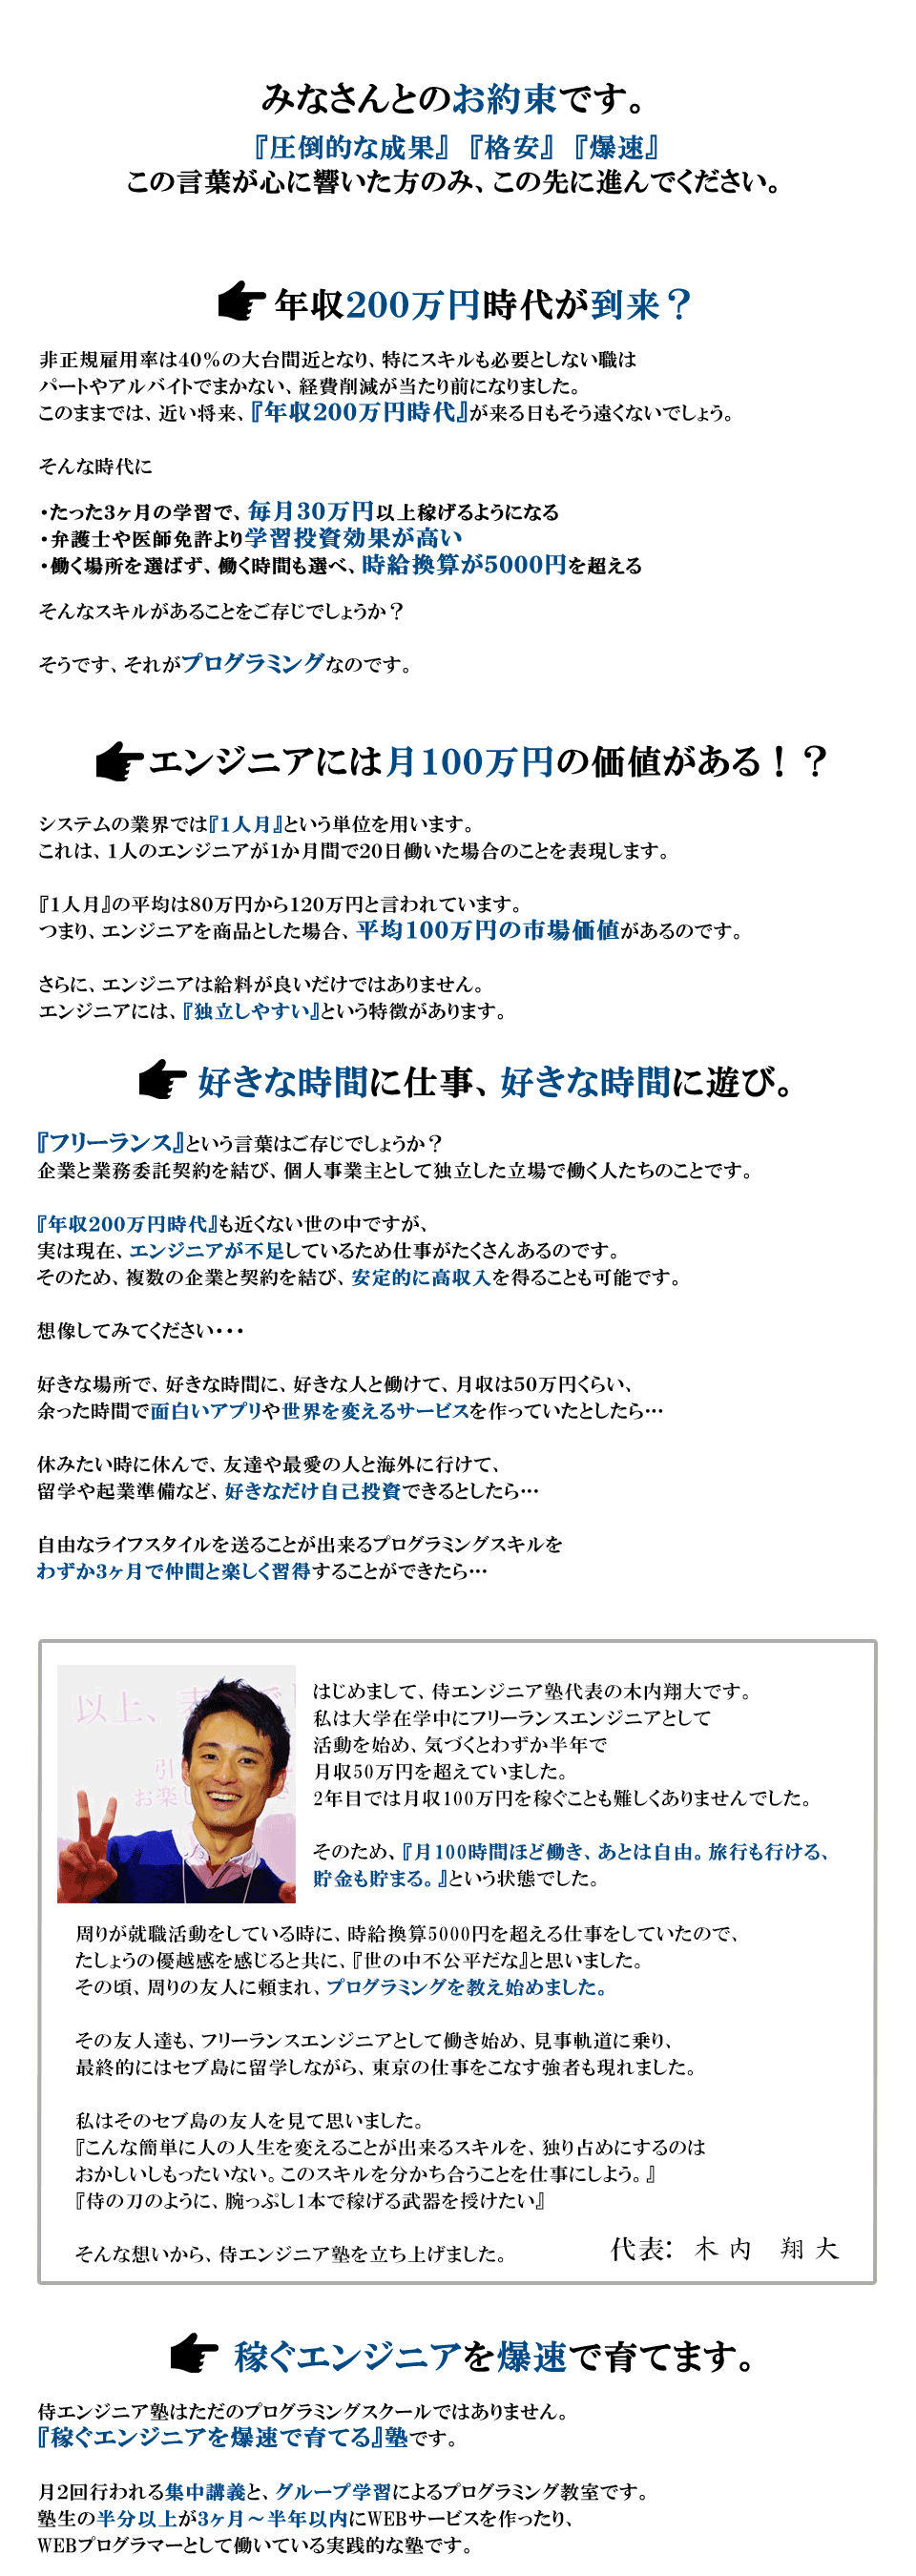 みなさんとのお約束です。
『圧倒的な成果』『格安』『爆速』
この言葉が心に響いた方のみ、この先に進んでください。
年収200万円時代が到来？
非正規雇用率は40％の大台間近となり、特にスキルも必要としない職は
パートやアルバイトでまかない、経費削減が当たり前になりました。
このままでは、近い将来、『年収200万円時代』が来る日もそう遠くないでしょう。
そんな時代に
・たった3ヶ月の学習で、毎月30万円以上稼げるようになる
・弁護士や医師免許より学習投資効果が高い
・働く場所を選ばず、働く時間も選べ、時給換算が5000円を超える
そんなスキルがあることをご存じでしょうか？
そうです、それがプログラミングなのです。
エンジニアには月100万円の価値がある！？
システムの業界では『1人月』という単位を用います。
これは、1人のエンジニアが1か月間で20日働いた場合のことを表現します。
『1人月』の平均は80万円から120万円と言われています。
つまり、エンジニアを商品とした場合、平均100万円の市場価値があるのです。
さらに、エンジニアは給料が良いだけではありません。
エンジニアには、『独立しやすい』という特徴があります。
好きな時間に仕事、好きな時間に遊び。
『フリーランス』という言葉はご存じでしょうか？
企業と業務委託契約を結び、個人事業主として独立した立場で働く人たちのことです。
『年収200万円時代』も近くない世の中ですが、
実は現在、エンジニアが不足しているため仕事がたくさんあるのです。
そのため、複数の企業と契約を結び、安定的に高収入を得ることも可能です。
想像してみてください・・・
好きな場所で、好きな時間に、好きな人と働けて、月収は50万円くらい、
余った時間で面白いアプリや世界を変えるサービスを作っていたとしたら…
休みたい時に休んで、友達や最愛の人と海外に行けて、
留学や起業準備など、好きなだけ自己投資できるとしたら…
自由なライフスタイルを送ることが出来るプログラミングスキルを
わずか3ヶ月で仲間と楽しく習得することができたら…
以上、
引
お楽
はじめまして、侍エンジニア塾代表の木内翔大です。
私は大学在学中にフリーランスエンジニアとして
活動を始め、気づくとわずか半年で
月収50万円を超えていました。
2年目では月収100万円を稼ぐことも難しくありませんでした。
そのため、『月100時間ほど働き、あとは自由。旅行も行ける、
貯金も貯まる。』という状態でした。
周りが就職活動をしている時に、時給換算5000円を超える仕事をしていたので、
たしょうの優越感を感じると共に、『世の中不公平だな』と思いました。
その頃、周りの友人に頼まれ、プログラミングを教え始めました。
その友人達も、フリーランスエンジニアとして働き始め、見事軌道に乗り、
最終的にはセブ島に留学しながら、東京の仕事をこなす強者も現れました。
私はそのセブ島の友人を見て思いました。
『こんな簡単に人の人生を変えることが出来るスキルを、独り占めにするのは
おかしいしもったいない。このスキルを分かち合うことを仕事にしよう。』
『侍の刀のように、腕っぷし1本で稼げる武器を授けたい』
そんな想いから、侍エンジニア塾を立ち上げました。
代表：木内 翔大
稼ぐエンジニアを爆速で育てます。
侍エンジニア塾はただのプログラミングスクールではありません。
『稼ぐエンジニアを爆速で育てる』塾です。
月2回行われる集中講義と、グループ学習によるプログラミング教室です。
塾生の半分以上が3ヶ月～半年以内にWEBサービスを作ったり、
WEBプログラマーとして働いている実践的な塾です。